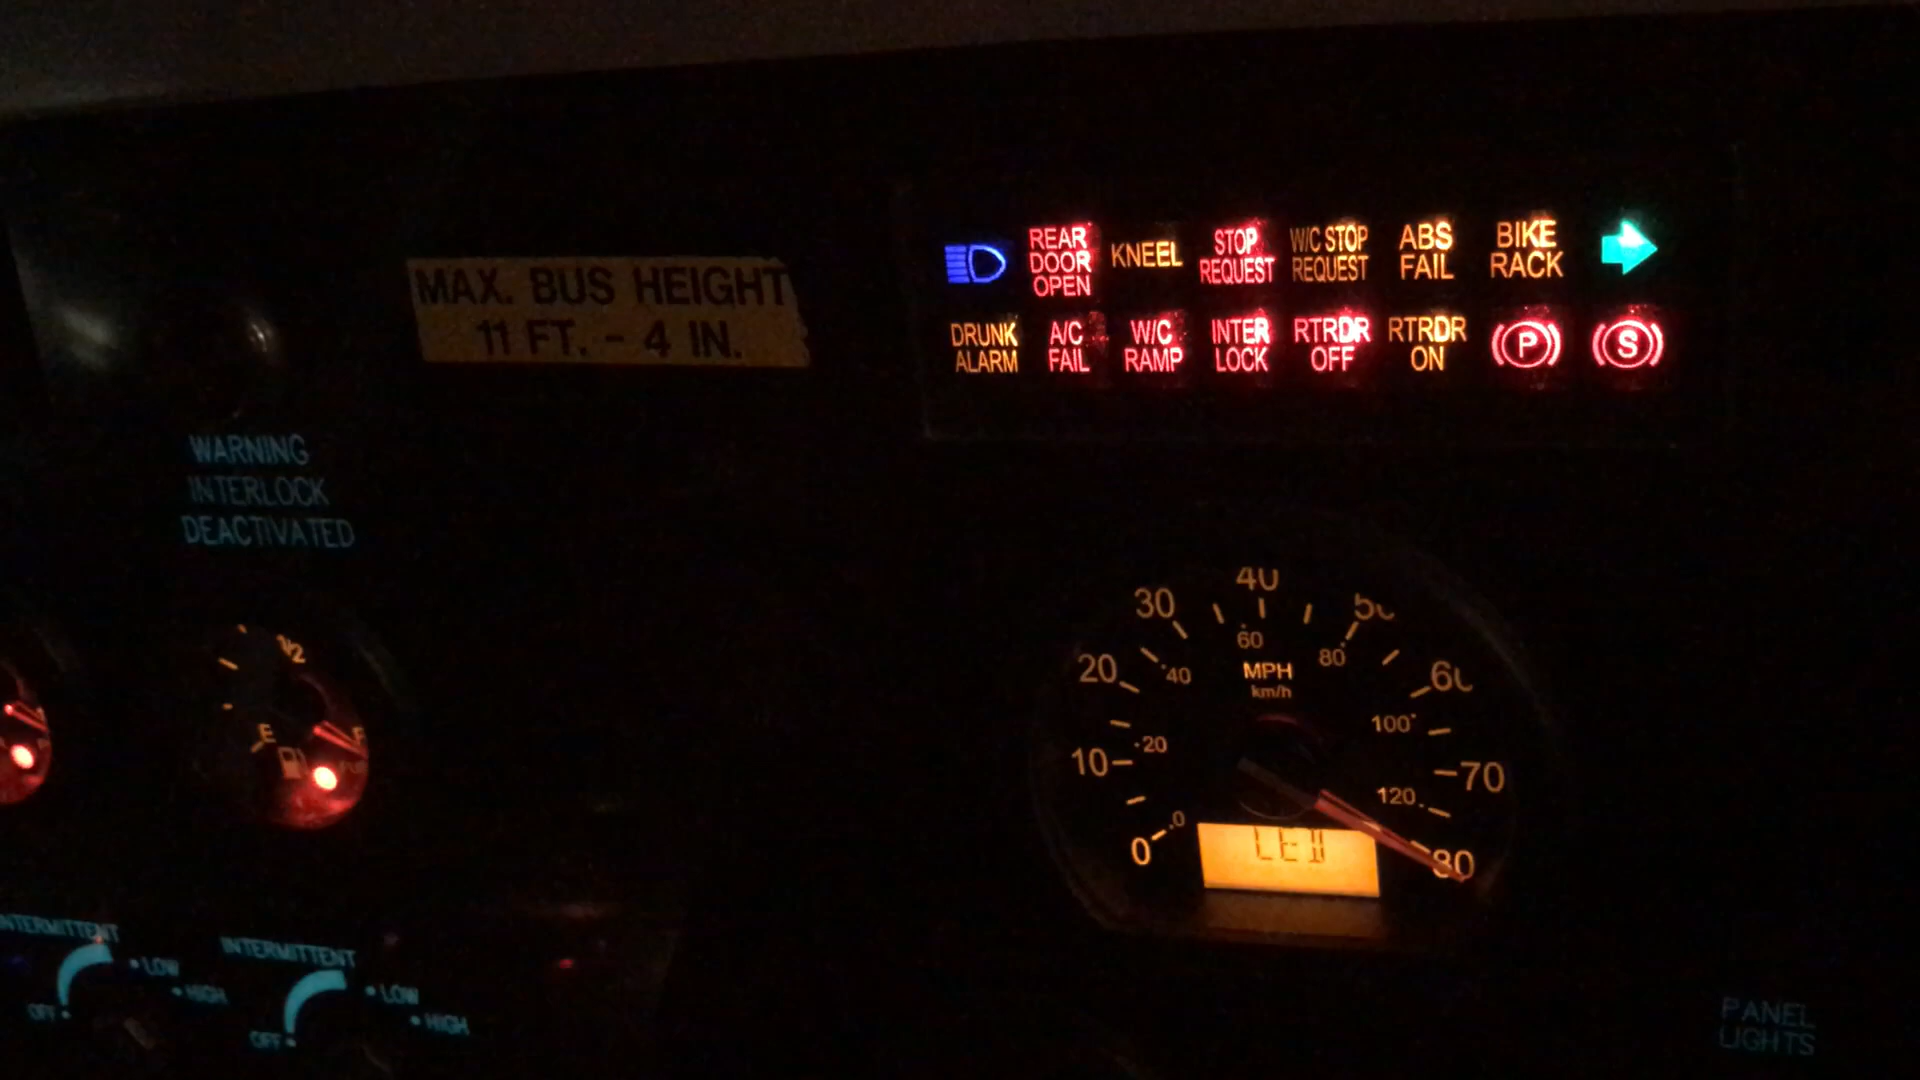 MAX. BUS HEIGHT
11 FT. - 4 IN.
REAR
DOOR
OPEN
KNEEL
STOP
REQUEST
W/C STOP
REQUEST
ABS
FAIL
BIKE
RACK
DRUNK
ALARM
A/C
FAIL
W/C
RAMP
INTER
LOCK
RTRDR
OFF
RTRDR
ON
P
S
WARNING
INTERLOCK
DEACTIVATED
1/2
E
F
0
10
20
30
40
50
60
70
80
0
20
40
60
80
100
120
MPH
km/h
LED
INTERMITTENT
LOW
HIGH
OFF
INTERMITTENT
LOW
HIGH
OFF
PANEL
LIGHTS